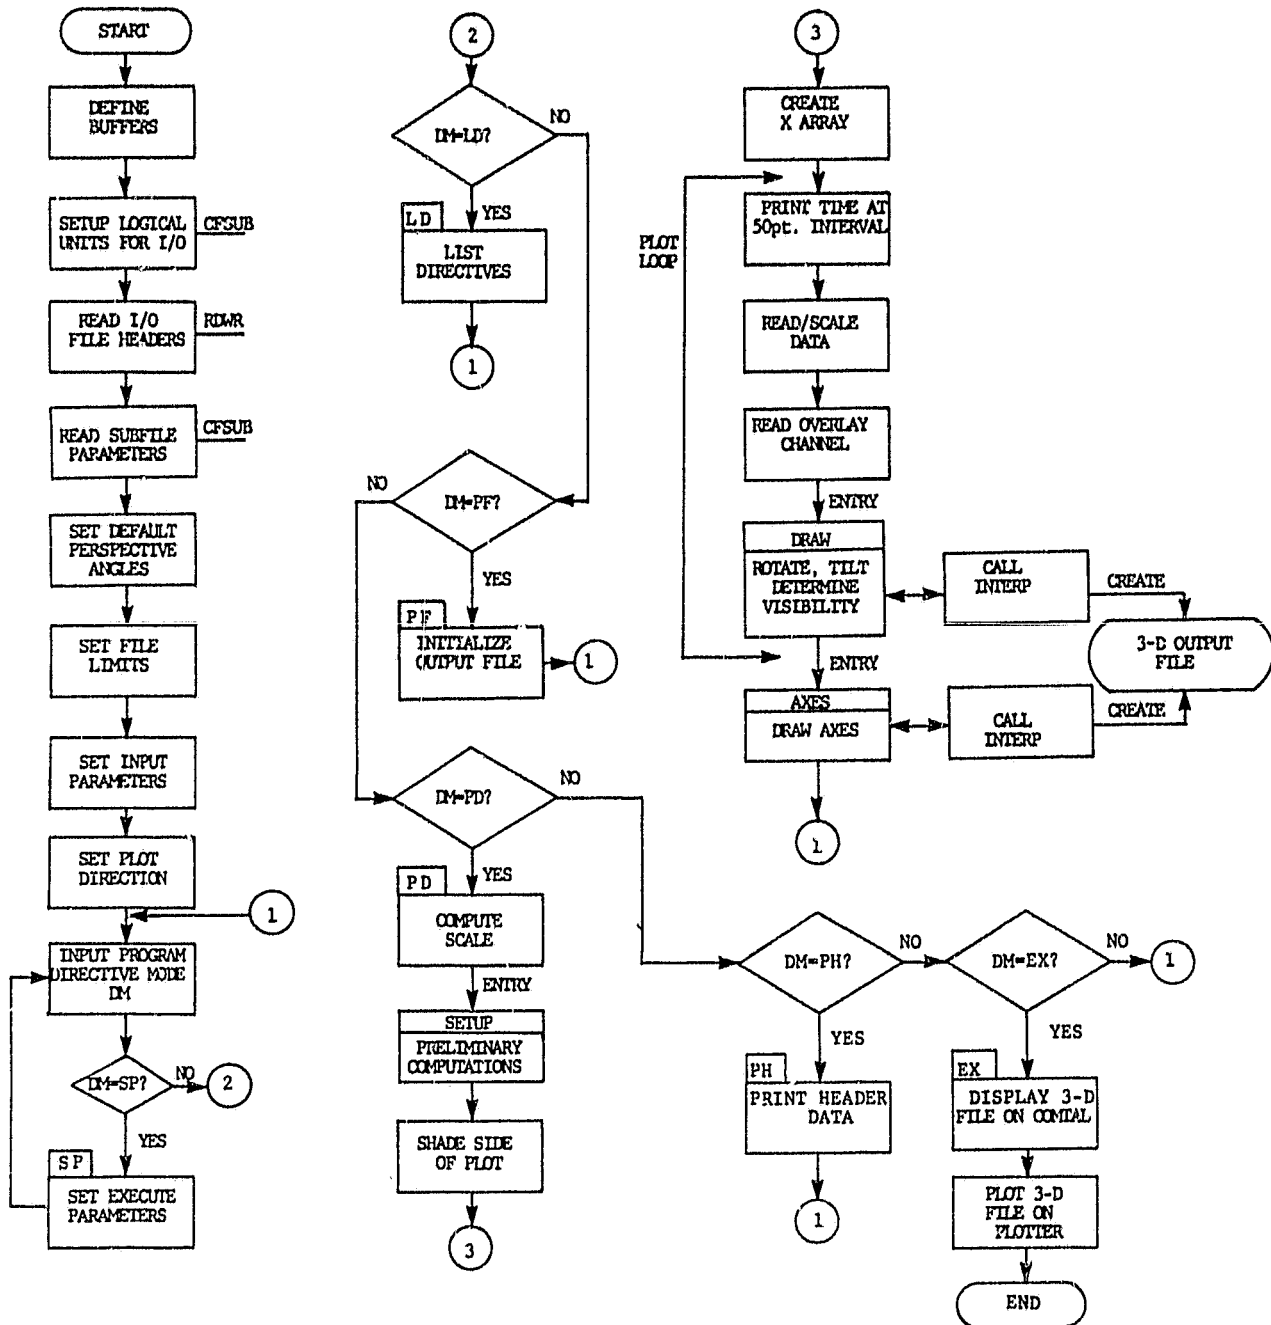 START
DEFINE
BUFFERS
SETUP LOGICAL
UNITS FOR I/O
CFSUB
READ I/O
FILE HEADERS
RDWR
READ SUBFILE
PARAMETERS
CFSUB
SET DEFAULT
PERSPECTIVE
ANGLES
SET FILE
LIMITS
SET INPUT
PARAMETERS
SET PLOT
DIRECTION
1
INPUT PROGRAM
DIRECTIVE MODE
DM
DM=SP?
NO
2
YES
SP
SET EXECUTE
PARAMETERS
2
DM=LD?
NO
YES
LD
LIST
DIRECTIVES
1
NO
DM=PF?
YES
PF
INITIALIZE
OUTPUT FILE
1
DM=PD?
NO
YES
PD
COMPUTE
SCALE
ENTRY
SETUP
PRELIMINARY
COMPUTATIONS
SHADE SIDE
OF PLOT
3
3
CREATE
X ARRAY
PRINT TIME AT
50pt. INTERVAL
PLOT
LOOP
READ/SCALE
DATA
READ OVERLAY
CHANNEL
ENTRY
DRAW
ROTATE, TILT
DETERMINE
VISIBILITY
CALL
INTERP
CREATE
3-D OUTPUT
FILE
ENTRY
AXES
DRAW AXES
CALL
INTERP
CREATE
1
DM=PH?
NO
DM=EX?
NO
1
YES
PH
PRINT HEADER
DATA
1
YES
EX
DISPLAY 3-D
FILE ON COMTAL
PLOT 3-D
FILE ON
PLOTTER
END